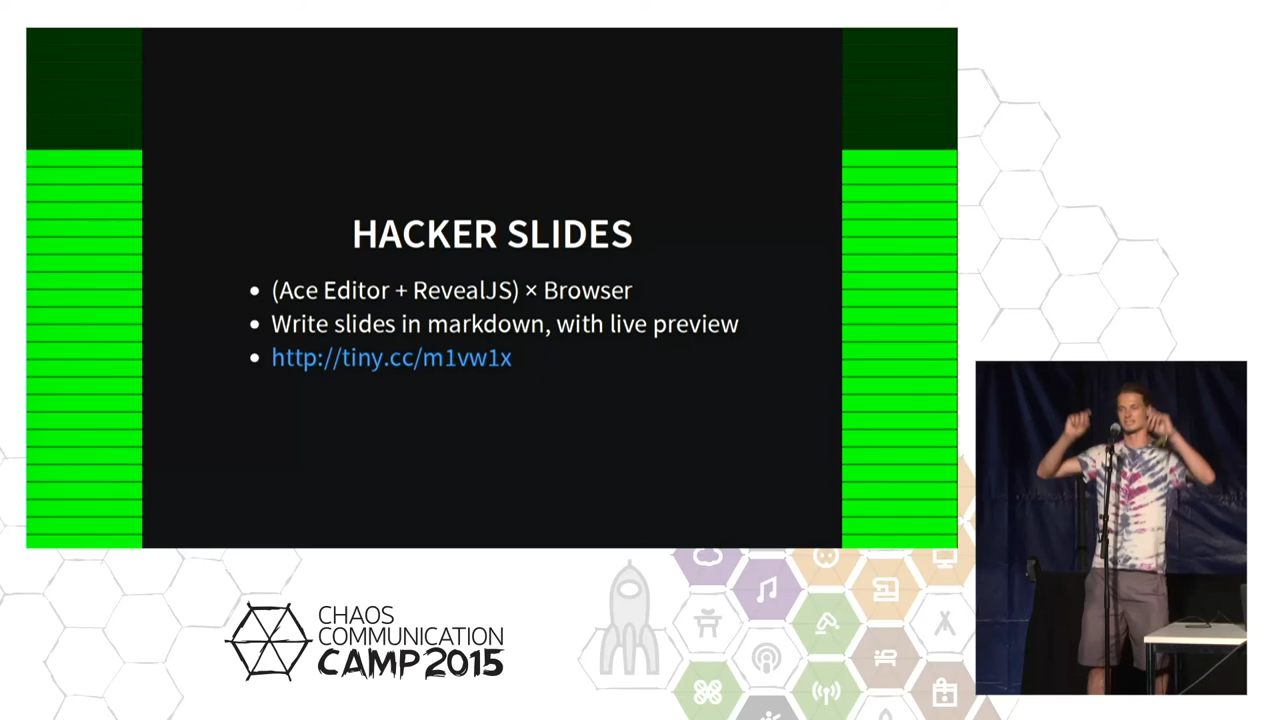 HACKER SLIDES
(Ace Editor + RevealJS) × Browser
Write slides in markdown, with live preview
http://tiny.cc/m1vw1x
CHAOS
COMMUNICATION
CAMP 2015